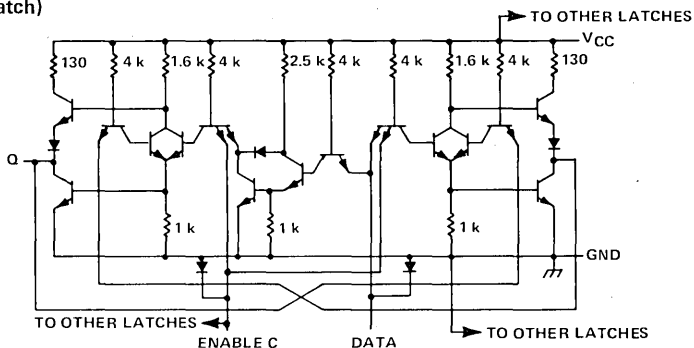 atch)
TO OTHER LATCHES
VCC
130
4 k
1.6 k
4 k
2.5 k
4 k
4 k
1.6 k
4 k
130
Q
1 k
1 k
1 k
GND
TO OTHER LATCHES
ENABLE C
DATA
TO OTHER LATCHES